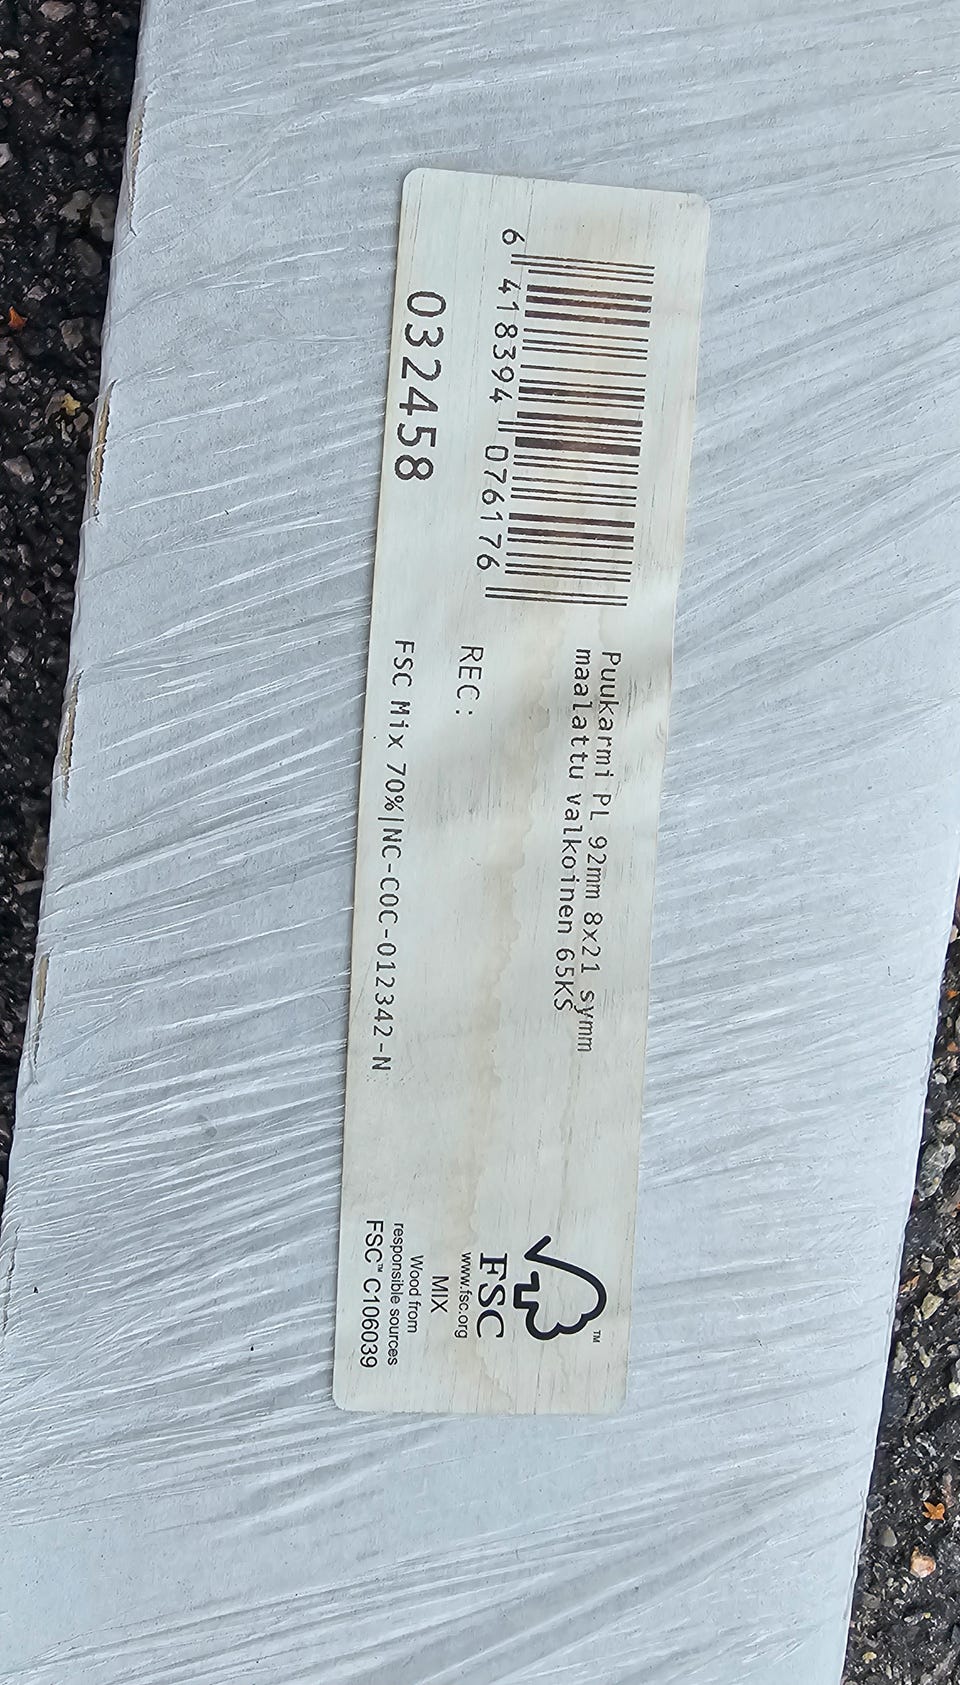 6 418394 076176
032458
Puukarmi PL 92mm 8x21 symm
maalattu valkoinen 65KS
REC:
FSC Mix 70%|NC-COC-012342-N
™
FSC
www.fsc.org
MIX
Wood from
responsible sources
FSC™ C106039